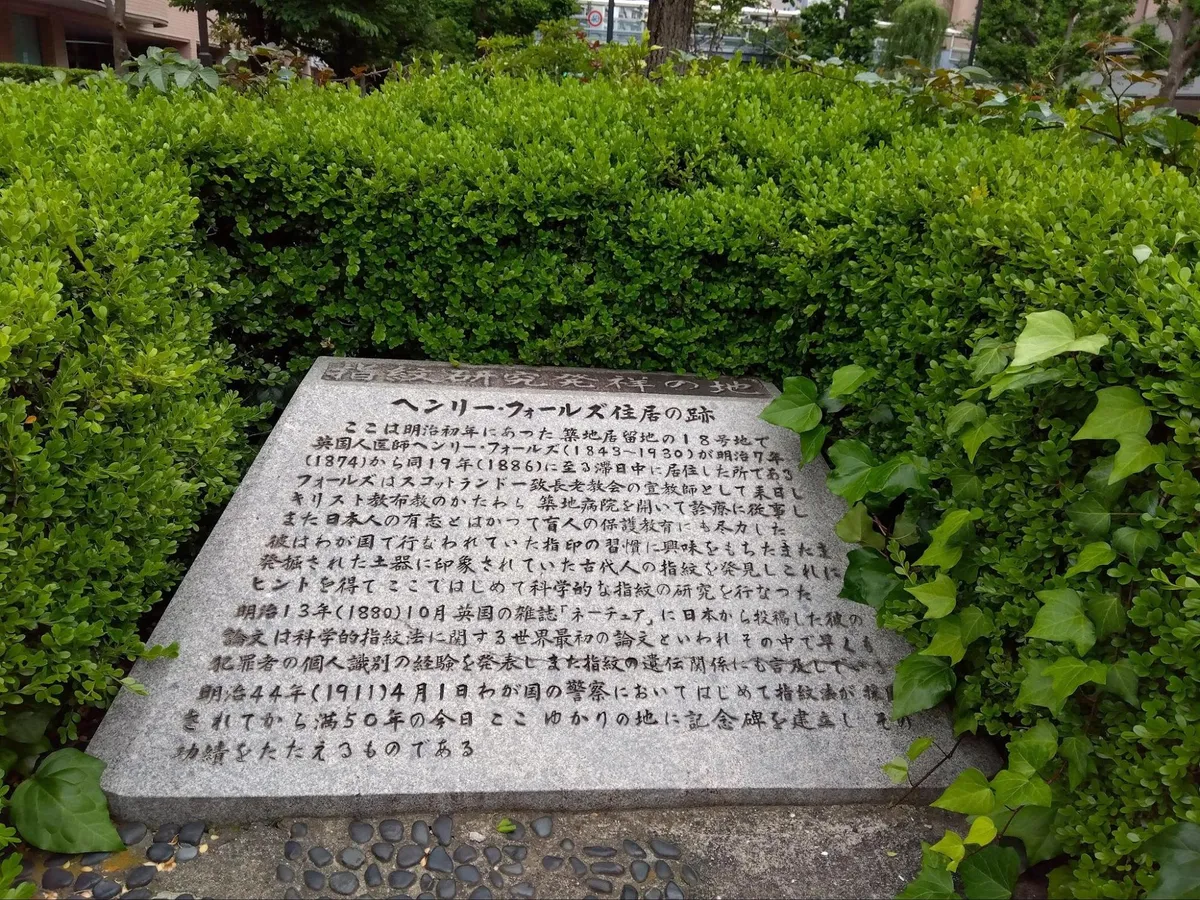 指紋研究発祥の地
ヘンリー・フォールズ住居の跡
ここは明治初年にあった築地居留地の18号地で
英国人医師ヘンリー・フォールズ(1843～1930)が明治7年
(1874)から同19年(1886)に至る滞日中に居住した所である
フォールズはスコットランド一致長老教会の宣教師として来日し
キリスト教布教のかたわら 築地病院を開いて診療に従事し
また日本人の有志とはかつて盲人の保護教育にも尽力した
彼はわが国で行なわれていた指印の習慣に興味をもちたまたま
発掘された土器に印象されていた古代人の指紋を発見しこれに
ヒントを得て ここではじめて科学的な指紋の研究を行なつた
明治13年(1880)10月 英国の雑誌「ネーチュア」に日本から投稿した彼の
論文は科学的指紋法に関する世界最初の論文といわれ その中で早くも
犯罪者の個人識別の経験を発表しまた指紋の遺伝関係にも言及してい
明治44年(1911)4月1日わが国の警察においてはじめて指紋法が採
されてから満50年の今日 ここ ゆかりの地に記念碑を建立し その
功績をたたえるものである